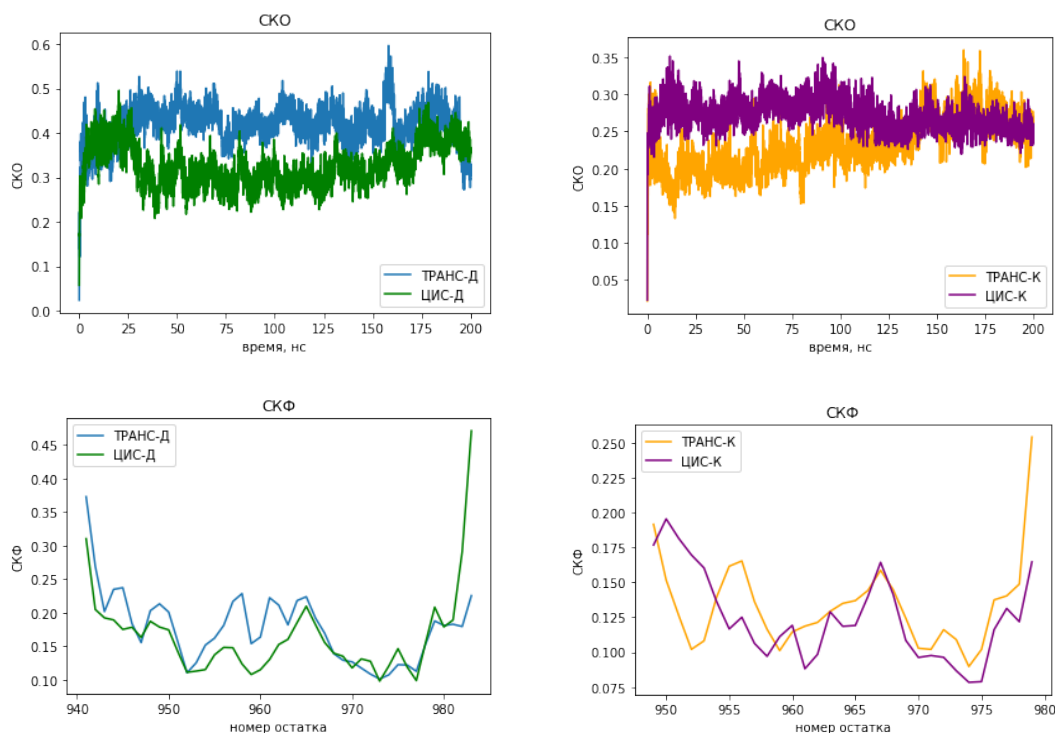 СКО
СКО
0.6
0.5
0.4
0.3
0.2
0.1
0.0
0 25 50 75 100 125 150 175 200
время, нс
ТРАНС-Д
ЦИС-Д
СКО
СКО
0.35
0.30
0.25
0.20
0.15
0.10
0.05
0 25 50 75 100 125 150 175 200
время, нс
ТРАНС-К
ЦИС-К
СКФ
СКФ
0.45
0.40
0.35
0.30
0.25
0.20
0.15
0.10
940 950 960 970 980
номер остатка
ТРАНС-Д
ЦИС-Д
СКФ
СКФ
0.250
0.225
0.200
0.175
0.150
0.125
0.100
0.075
950 955 960 965 970 975 980
номер остатка
ТРАНС-К
ЦИС-К